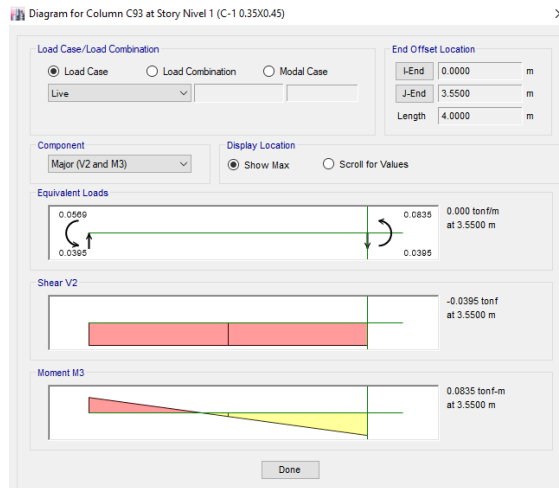 Diagram for Column C93 at Story Nivel 1 (C-1 0.35X0.45)
Load Case/Load Combination
Load Case Load Combination Modal Case
Live
End Offset Location
I-End 0.0000 m
J-End 3.5500 m
Length 4.0000 m
Component
Major (V2 and M3)
Display Location
Show Max Scroll for Values
Equivalent Loads
0.0569 0.0835
0.0395 0.0395
0.000 tonf/m
at 3.5500 m
Shear V2
-0.0395 tonf
at 3.5500 m
Moment M3
0.0835 tonf-m
at 3.5500 m
Done